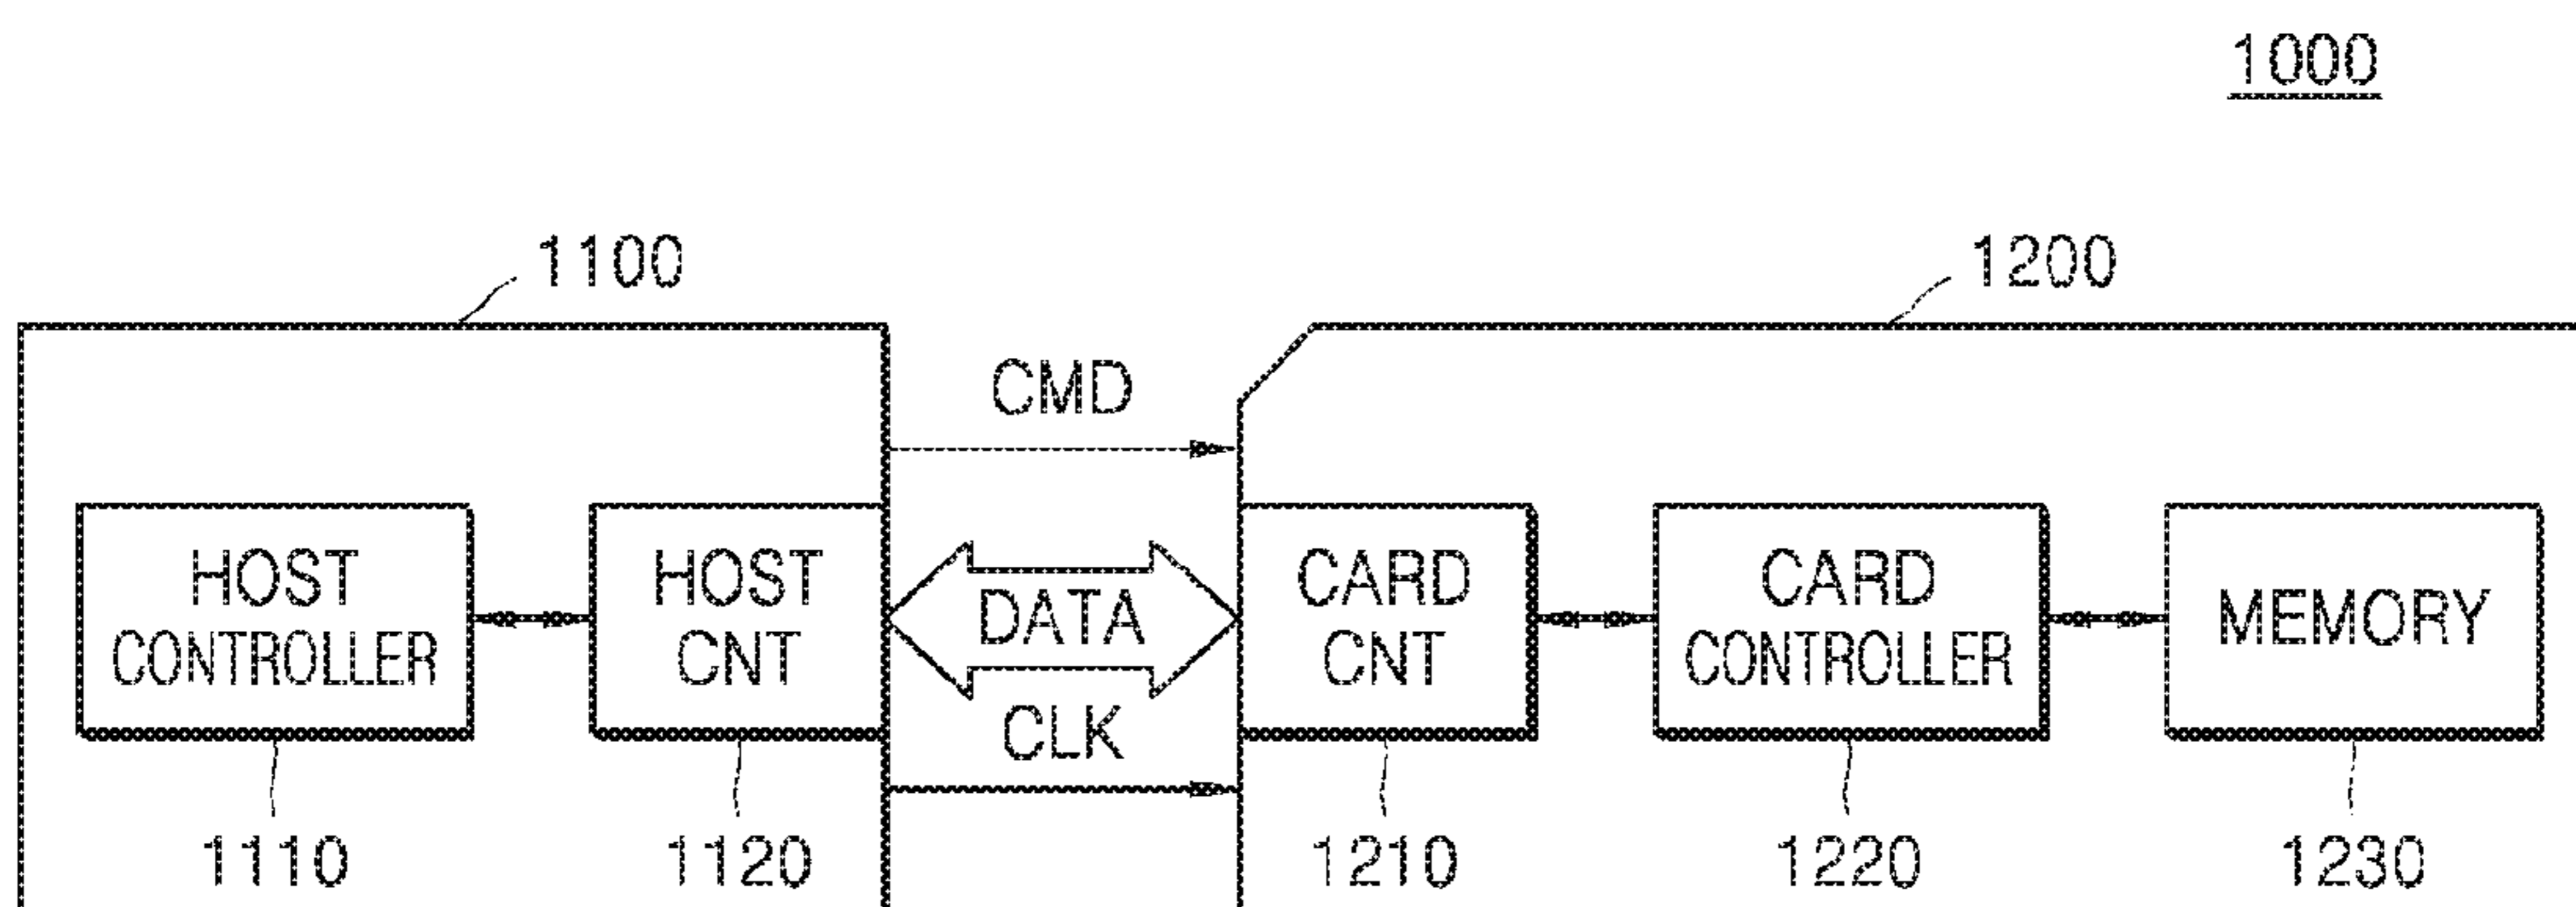 1000
1100
1200
CMD
HOST
CONTROLLER
HOST
CNT
DATA
CLK
CARD
CNT
CARD
CONTROLLER
MEMORY
1110
1120
1210
1220
1230